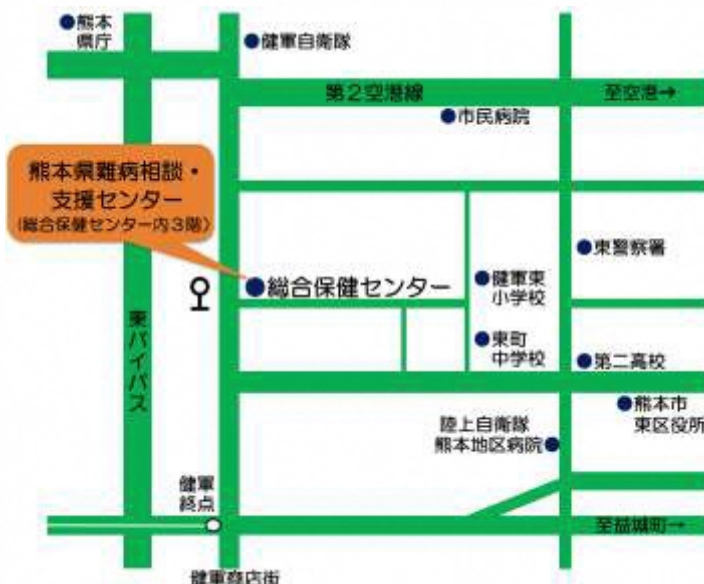 熊本
県庁
健軍自衛隊
第2空港線
至空港→
市民病院
熊本県難病相談・
支援センター
(総合保健センター内3階)
東警察署
総合保健センター
健軍東
小学校
東バイパス
東町
中学校
第二高校
熊本市
東区役所
陸上自衛隊
熊本地区病院
健軍
終点
至益城町→
健軍商店街